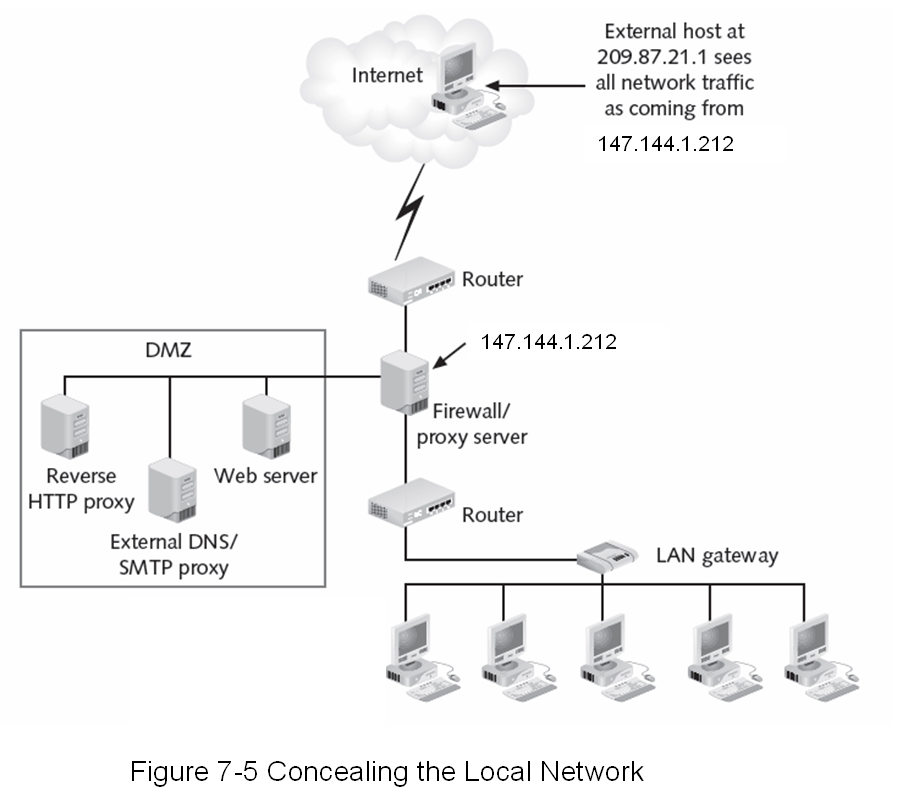 External host at
209.87.21.1 sees
all network traffic
as coming from
147.144.1.212
Internet
Router
147.144.1.212
DMZ
Firewall/
proxy server
Reverse
HTTP proxy
Web server
External DNS/
SMTP proxy
Router
LAN gateway
Figure 7-5 Concealing the Local Network